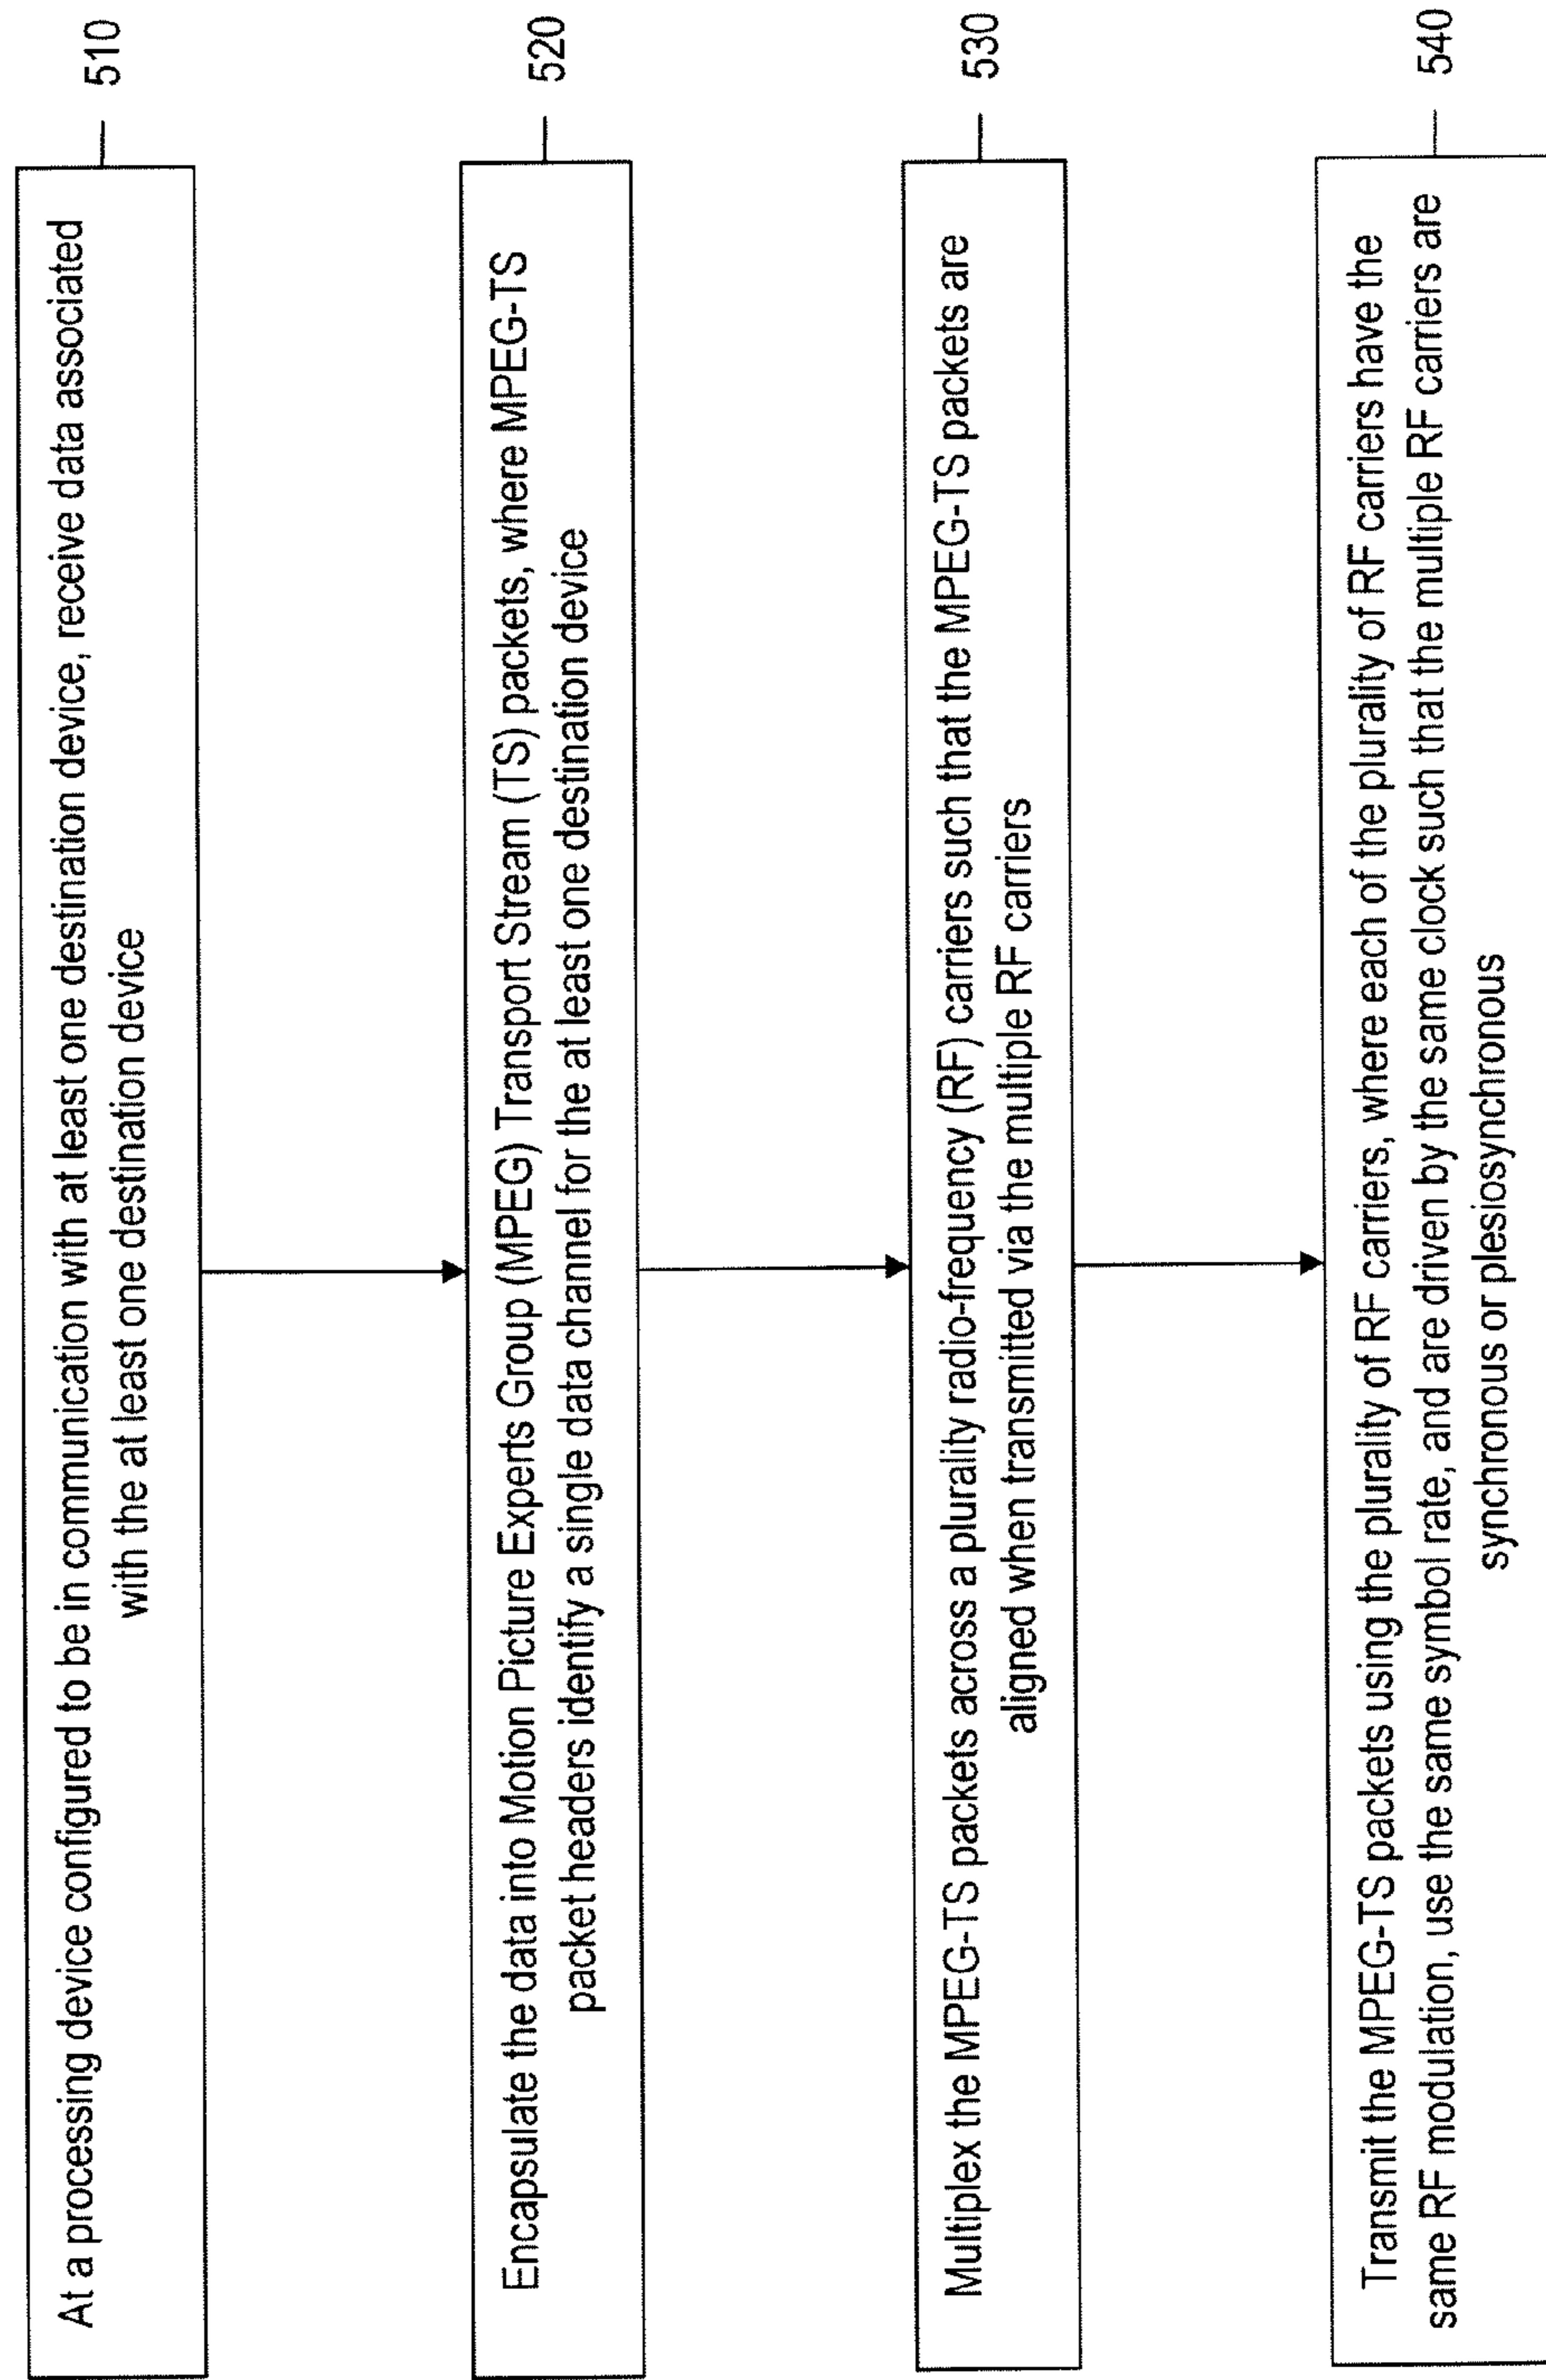 At a processing device configured to be in communication with at least one destination device, receive data associated
with the at least one destination device
510
Encapsulate the data into Motion Picture Experts Group (MPEG) Transport Stream (TS) packets, where MPEG-TS
packet headers identify a single data channel for the at least one destination device
520
Multiplex the MPEG-TS packets across a plurality radio-frequency (RF) carriers such that the MPEG-TS packets are
aligned when transmitted via the multiple RF carriers
530
Transmit the MPEG-TS packets using the plurality of RF carriers, where each of the plurality of RF carriers have the
same RF modulation, use the same symbol rate, and are driven by the same clock such that the multiple RF carriers are
synchronous or plesiosynchronous
540